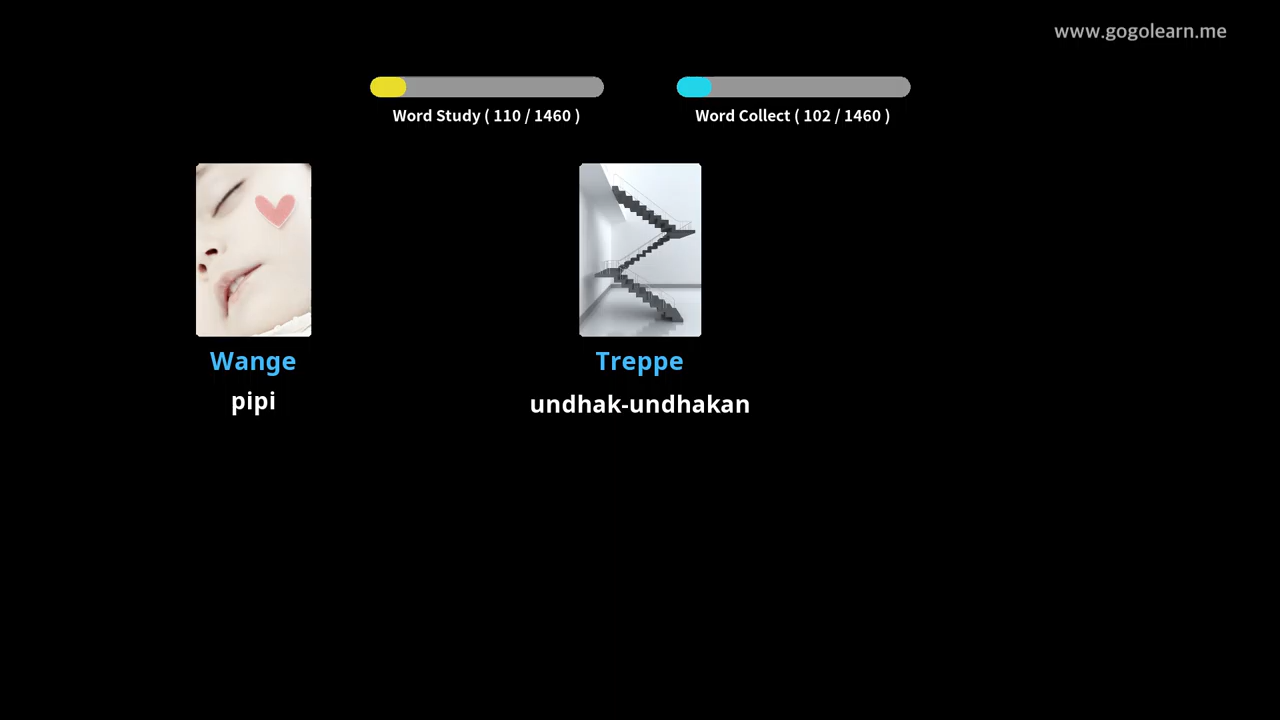 www.gogolearn.me
Word Study ( 110 / 1460 )
Word Collect ( 102 / 1460 )
Wange
pipi
Treppe
undhak-undhakan